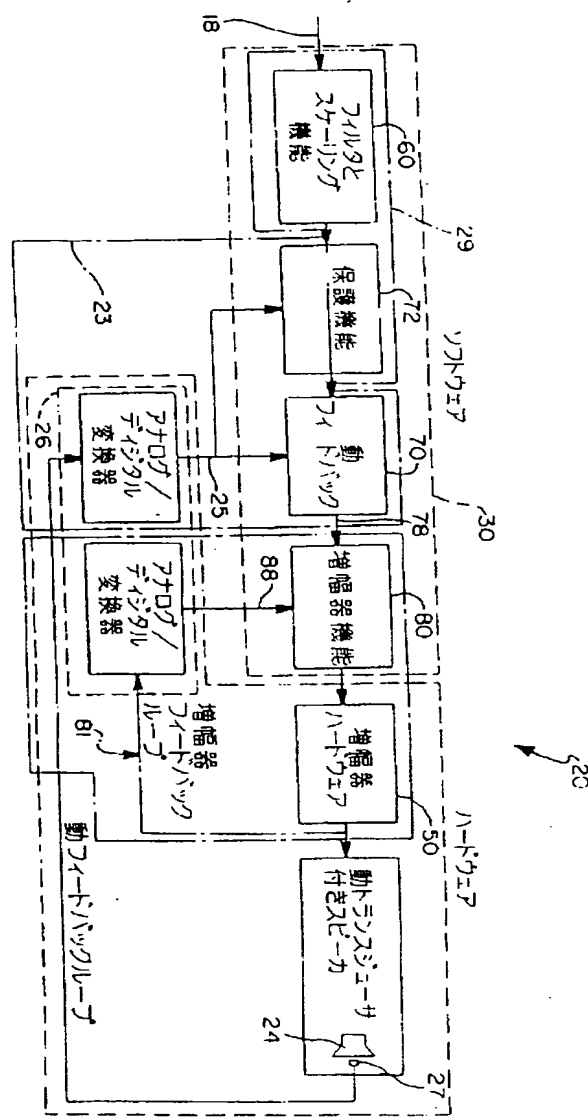 20
ソフトウェア
30
ハードウェア
18
フィルタと
スケーリング
機能
60
29
保護機能
72
動
フィードバック
70
78
増幅器機能
80
増幅器
ハードウェア
50
動トランスジューサ
付きスピーカ
24
27
23
25
88
26
アナログ/
ディジタル
変換器
アナログ/
ディジタル
変換器
増幅器
フィードバック
ループ
81
動フィードバックループ